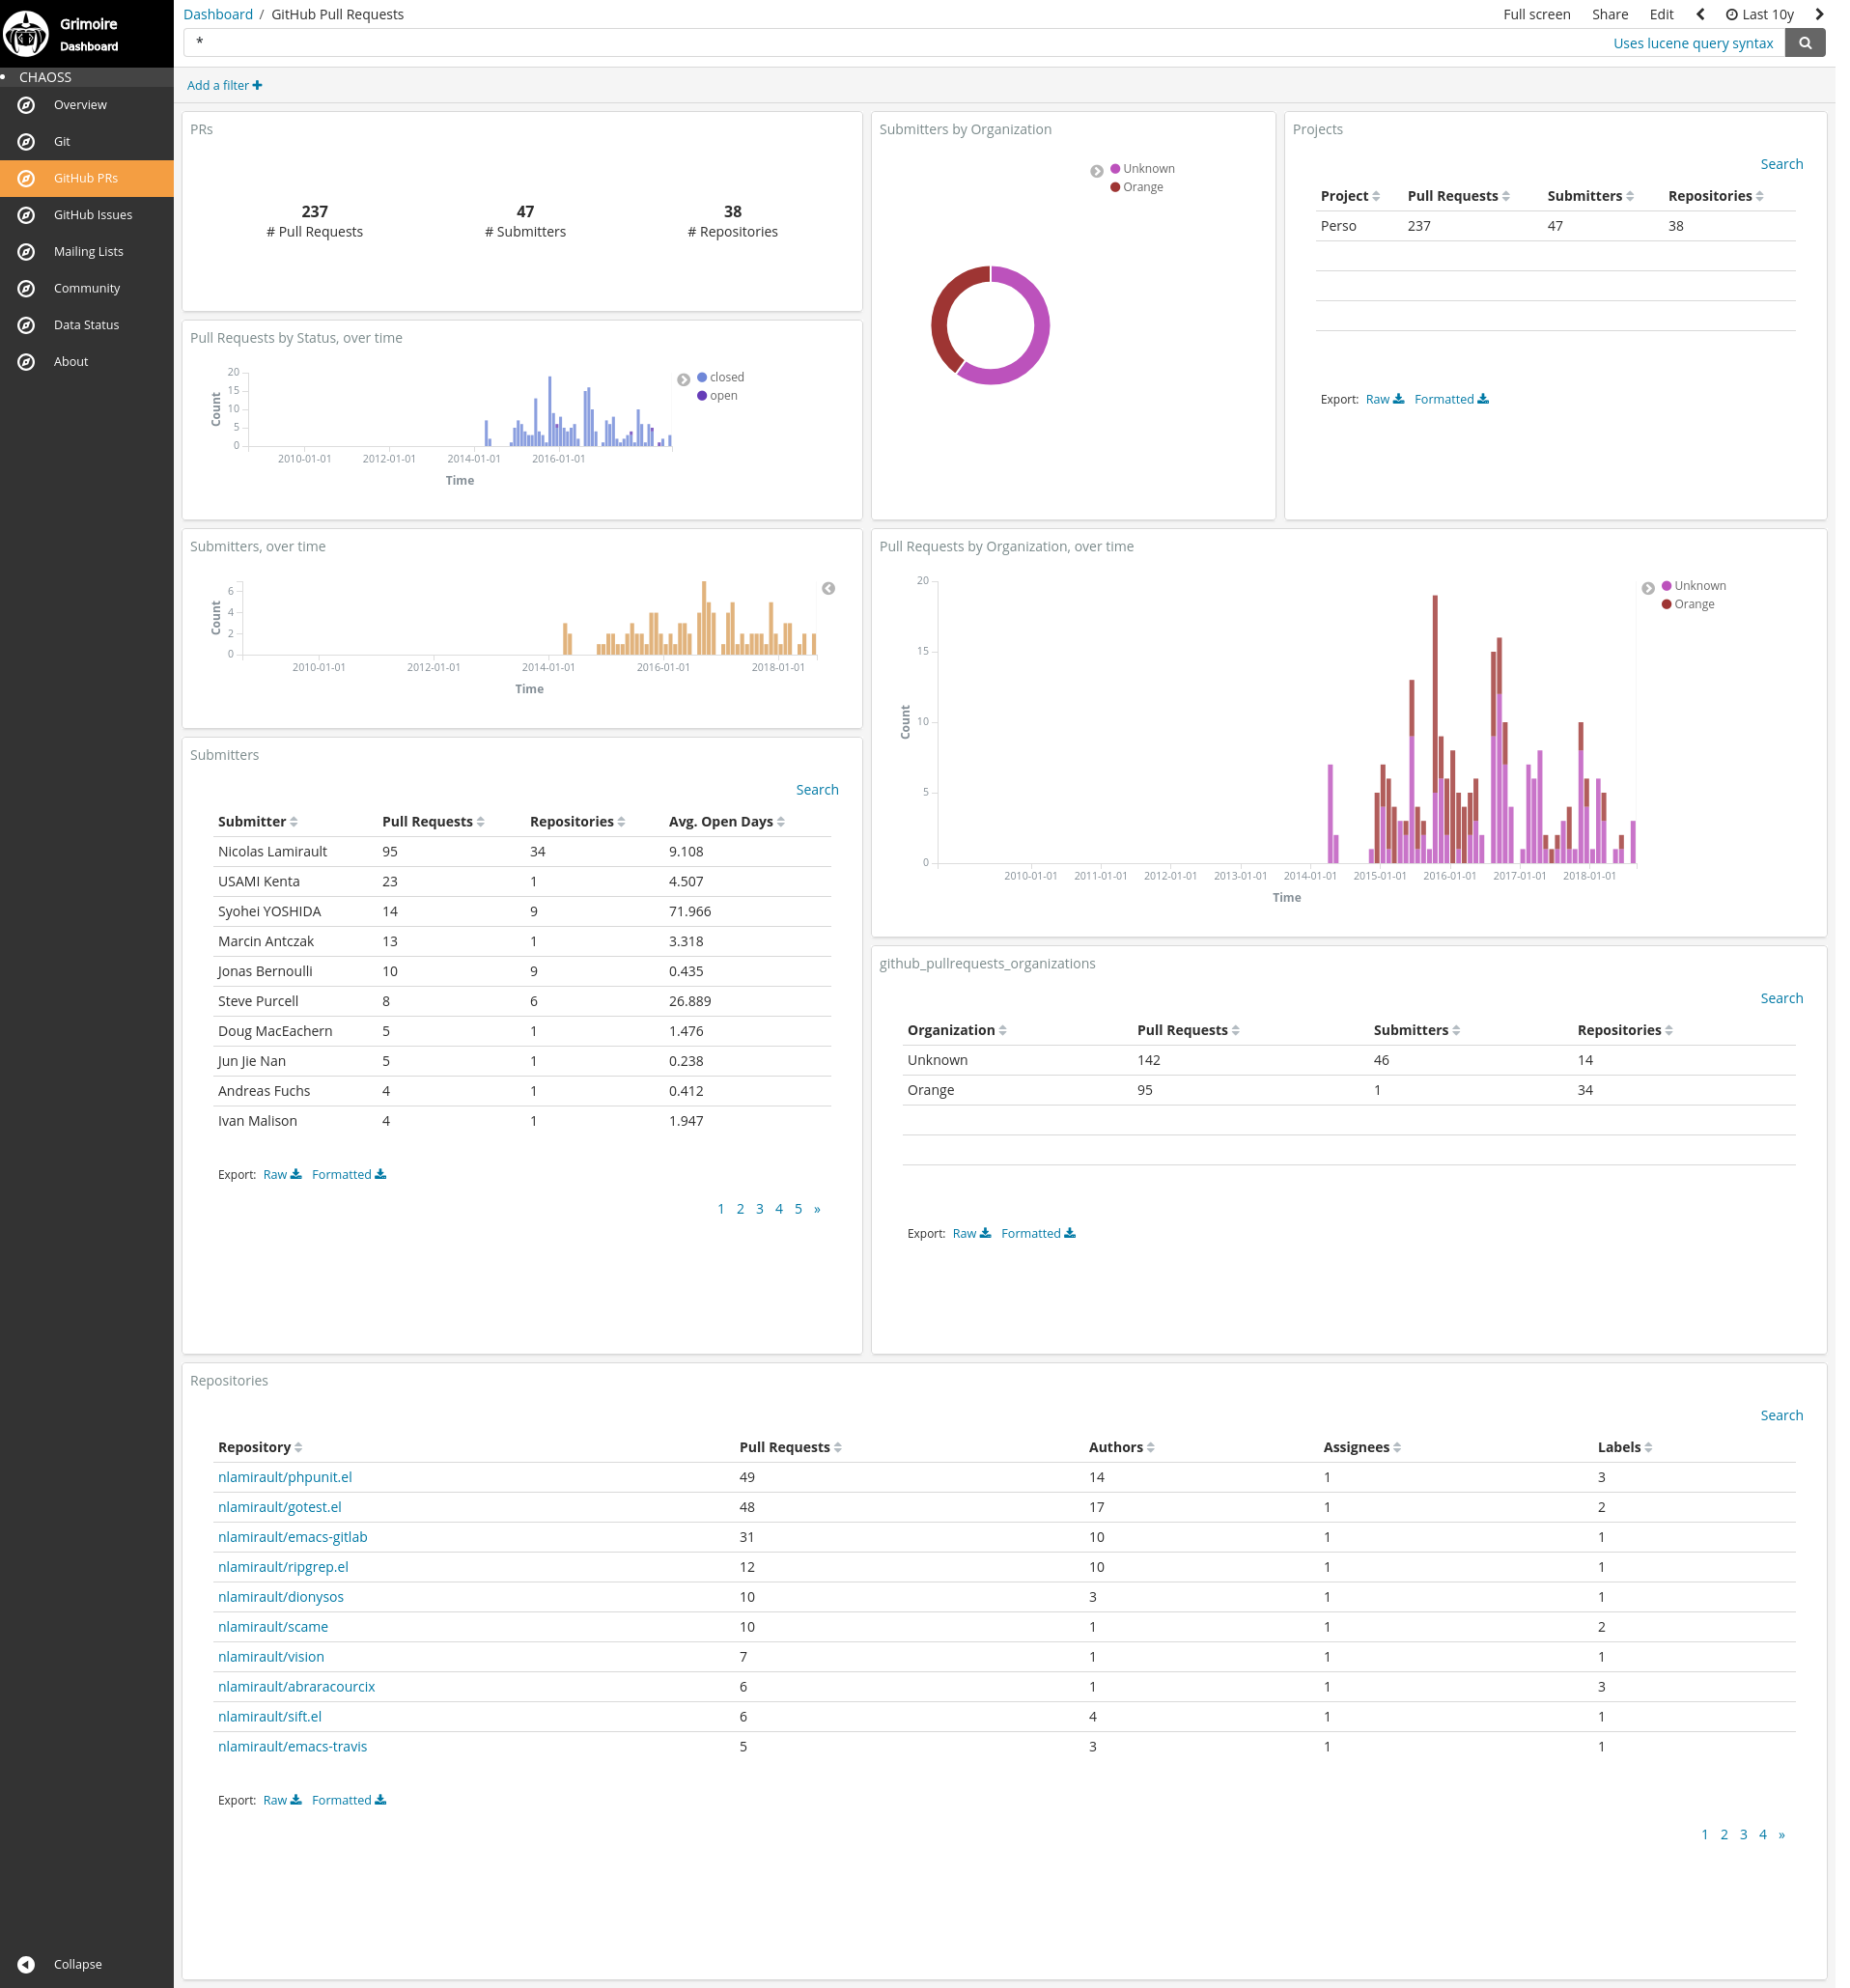 Grimoire
Dashboard
CHAOSS
Overview
Git
GitHub PRs
GitHub Issues
Mailing Lists
Community
Data Status
About
Collapse
Dashboard / GitHub Pull Requests
Full screen Share Edit Last 10y
* Uses lucene query syntax
Add a filter
PRs
237 47 38
# Pull Requests # Submitters # Repositories
Submitters by Organization
Unknown
Orange
Projects
Search
Project Pull Requests Submitters Repositories
Perso 237 47 38
Export: Raw Formatted
Pull Requests by Status, over time
20
15
10
5
0
Count
2010-01-01 2012-01-01 2014-01-01 2016-01-01
Time
closed
open
Submitters, over time
6
4
2
0
Count
2010-01-01 2012-01-01 2014-01-01 2016-01-01 2018-01-01
Time
Pull Requests by Organization, over time
20
15
10
5
0
Count
2010-01-01 2011-01-01 2012-01-01 2013-01-01 2014-01-01 2015-01-01 2016-01-01 2017-01-01 2018-01-01
Time
Unknown
Orange
Submitters
Search
Submitter Pull Requests Repositories Avg. Open Days
Nicolas Lamirault 95 34 9.108
USAMI Kenta 23 1 4.507
Syohei YOSHIDA 14 9 71.966
Marcin Antczak 13 1 3.318
Jonas Bernoulli 10 9 0.435
Steve Purcell 8 6 26.889
Doug MacEachern 5 1 1.476
Jun Jie Nan 5 1 0.238
Andreas Fuchs 4 1 0.412
Ivan Malison 4 1 1.947
Export: Raw Formatted
1 2 3 4 5 »
github_pullrequests_organizations
Search
Organization Pull Requests Submitters Repositories
Unknown 142 46 14
Orange 95 1 34
Export: Raw Formatted
Repositories
Search
Repository Pull Requests Authors Assignees Labels
nlamirault/phpunit.el 49 14 1 3
nlamirault/gotest.el 48 17 1 2
nlamirault/emacs-gitlab 31 10 1 1
nlamirault/ripgrep.el 12 10 1 1
nlamirault/dionysos 10 3 1 1
nlamirault/scame 10 1 1 2
nlamirault/vision 7 1 1 1
nlamirault/abraracourcix 6 1 1 3
nlamirault/sift.el 6 4 1 1
nlamirault/emacs-travis 5 3 1 1
Export: Raw Formatted
1 2 3 4 »